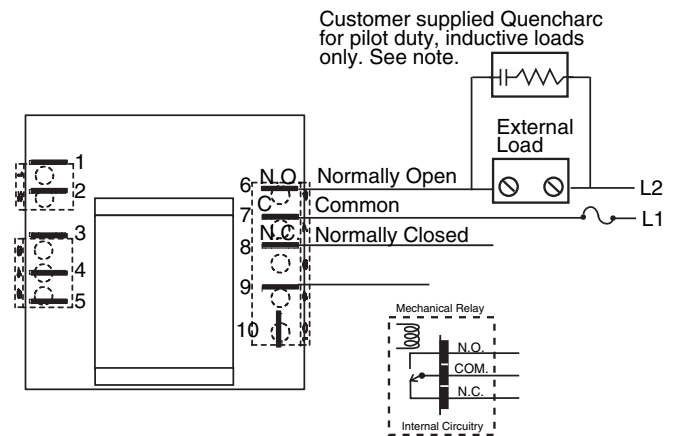 Customer supplied Quencharc
for pilot duty, inductive loads
only. See note.
External
Load
1
2
3
4
5
6 N.O. Normally Open
7 C Common
8 N.C. Normally Closed
9
10
L2
L1
Mechanical Relay
N.O.
COM.
N.C.
Internal Circuitry